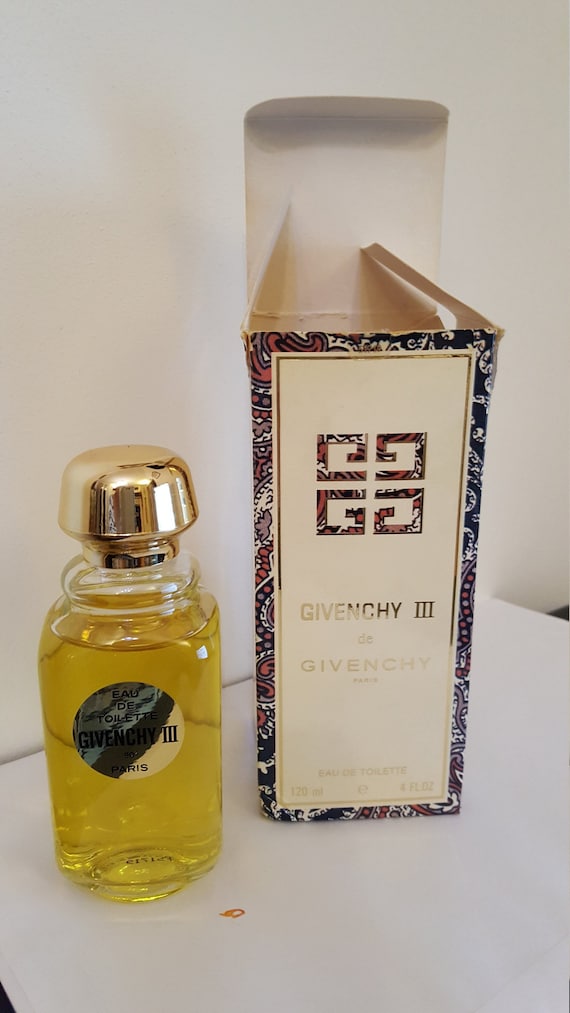 EAU
DE
TOILETTE
GIVENCHY III
80°
PARIS
GIVENCHY III
de
GIVENCHY
PARIS
EAU DE TOILETTE
120 ml e 4 FL.OZ